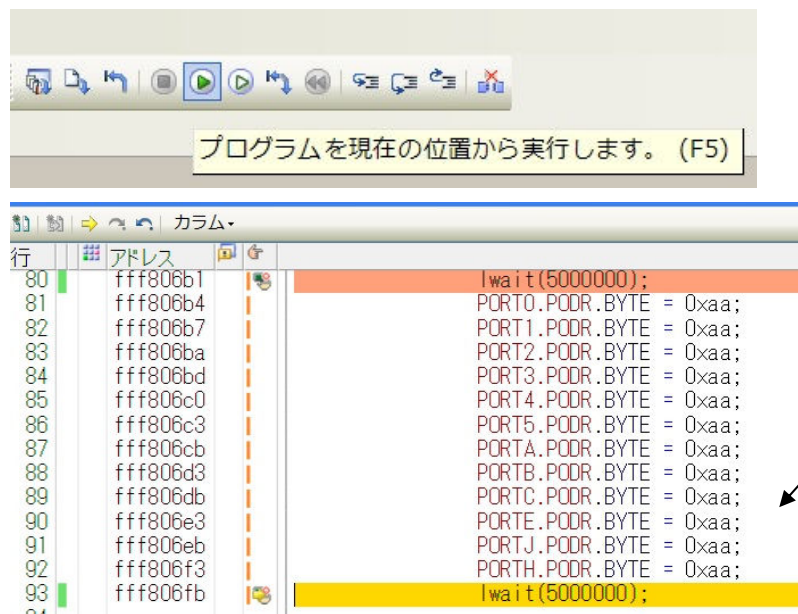 プログラムを現在の位置から実行します。 (F5)
カラム
行 アドレス
80 fff806b1 lwait(5000000);
81 fff806b4 PORT0.PODR.BYTE = 0xaa;
82 fff806b7 PORT1.PODR.BYTE = 0xaa;
83 fff806ba PORT2.PODR.BYTE = 0xaa;
84 fff806bd PORT3.PODR.BYTE = 0xaa;
85 fff806c0 PORT4.PODR.BYTE = 0xaa;
86 fff806c3 PORT5.PODR.BYTE = 0xaa;
87 fff806cb PORTA.PODR.BYTE = 0xaa;
88 fff806d3 PORTB.PODR.BYTE = 0xaa;
89 fff806db PORTC.PODR.BYTE = 0xaa;
90 fff806e3 PORTE.PODR.BYTE = 0xaa;
91 fff806eb PORTJ.PODR.BYTE = 0xaa;
92 fff806f3 PORTH.PODR.BYTE = 0xaa;
93 fff806fb lwait(5000000);